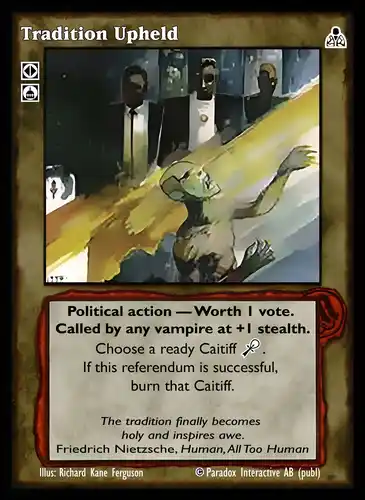 Tradition Upheld
Political action — Worth 1 vote.
Called by any vampire at +1 stealth.
Choose a ready Caitiff .
If this referendum is successful,
burn that Caitiff.
The tradition finally becomes
holy and inspires awe.
Friedrich Nietzsche, Human, All Too Human
Illus: Richard Kane Ferguson © Paradox Interactive AB (publ)